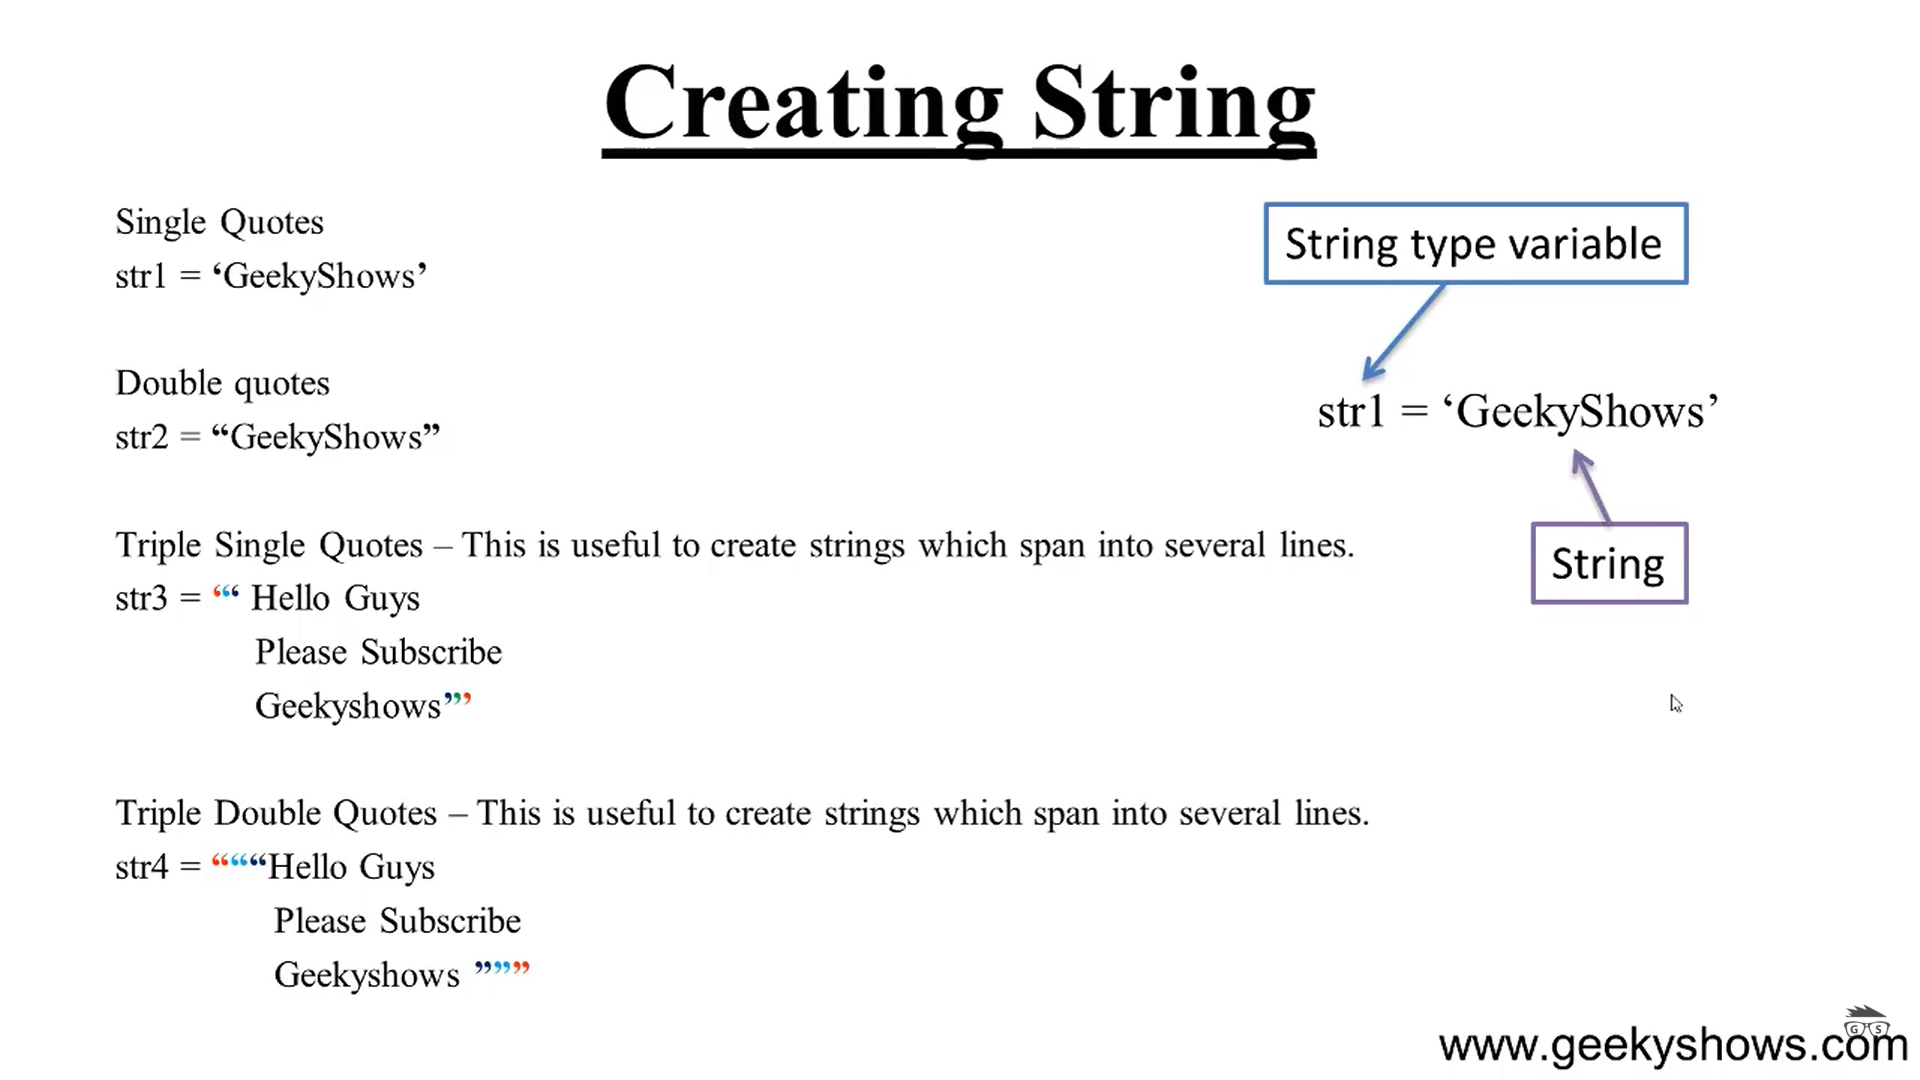 Creating String
Single Quotes
str1 = ‘GeekyShows’
Double quotes
str2 = “GeekyShows”
Triple Single Quotes – This is useful to create strings which span into several lines.
str3 = ‘‘‘ Hello Guys
Please Subscribe
Geekyshows’’’
Triple Double Quotes – This is useful to create strings which span into several lines.
str4 = “““Hello Guys
Please Subscribe
Geekyshows ”””
String type variable
str1 = ‘GeekyShows’
String
G S
www.geekyshows.com